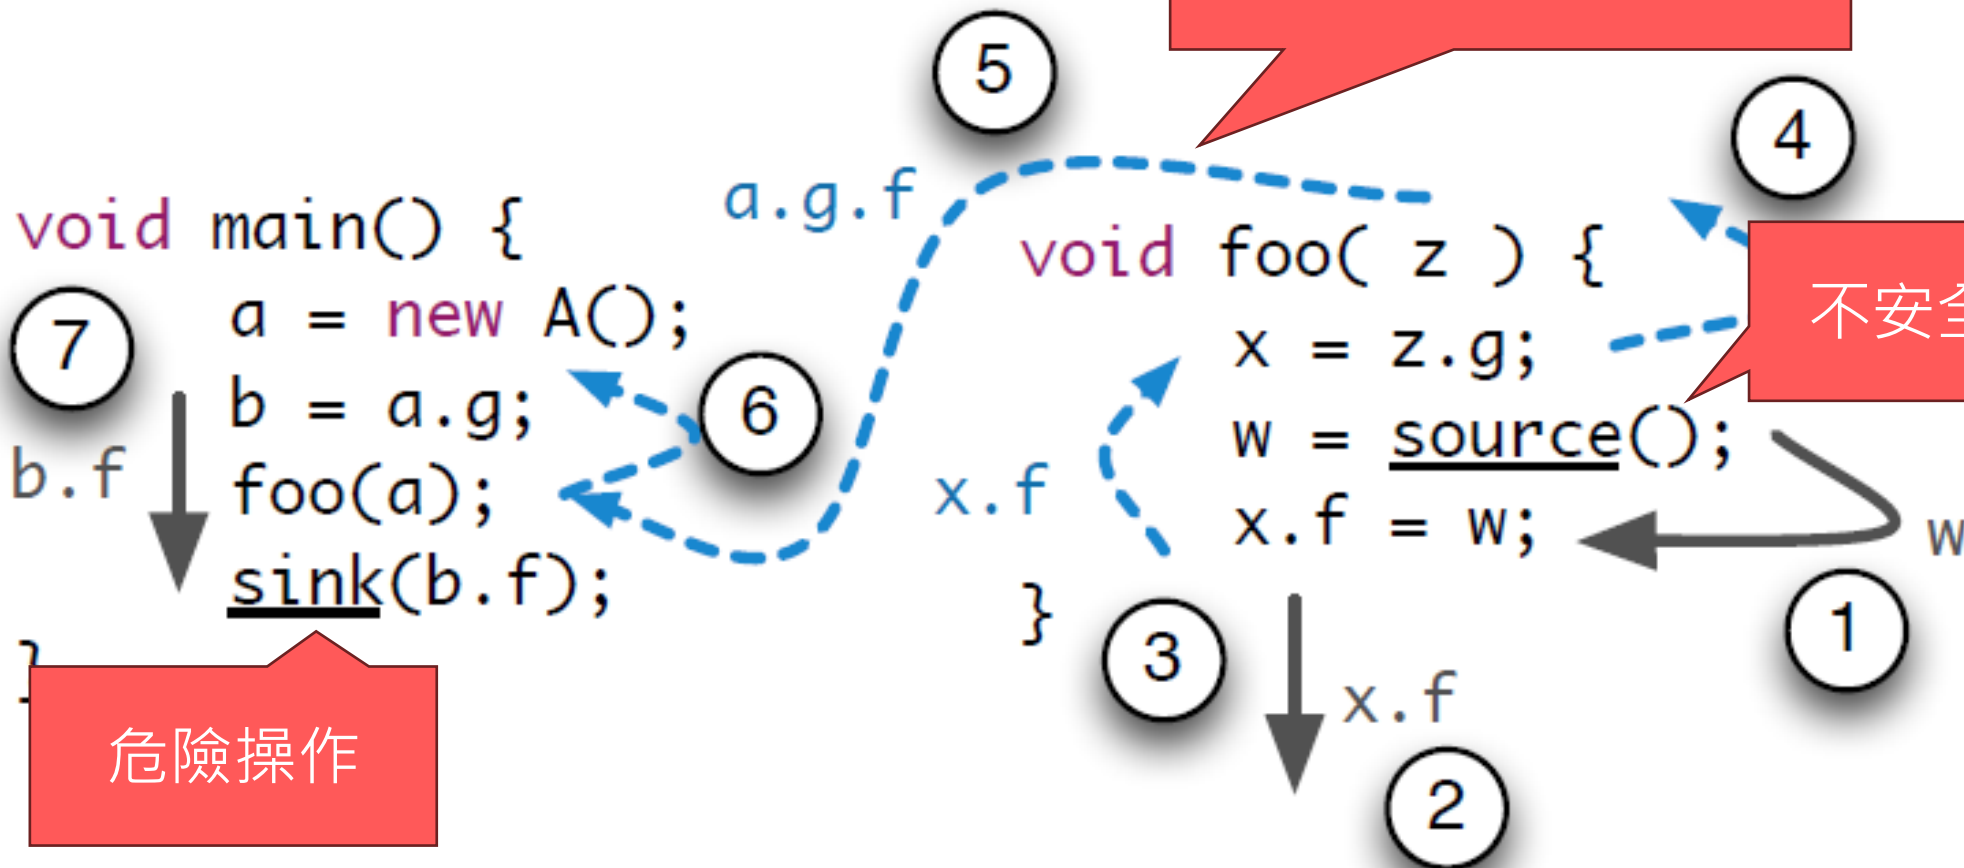 5
4
a.g.f
void main() {
void foo( z ) {
7
a = new A();
x = z.g;
不安全
b = a.g;
6
w = source();
b.f
foo(a);
x.f
x.f = w;
w
sink(b.f);
}
}
3
1
x.f
危險操作
2